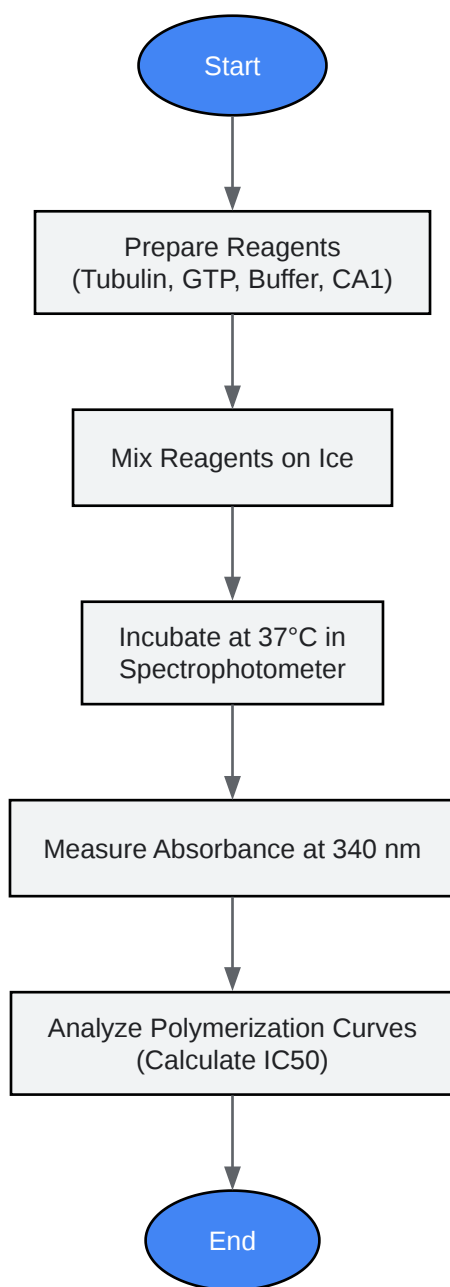 Start
Prepare Reagents
(Tubulin, GTP, Buffer, CA1)
Mix Reagents on Ice
Incubate at 37°C in
Spectrophotometer
Measure Absorbance at 340 nm
Analyze Polymerization Curves
(Calculate IC50)
End